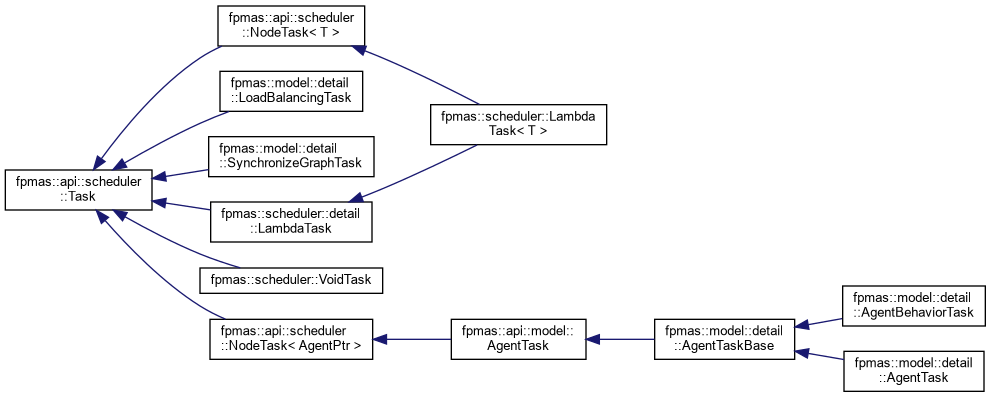 fpmas::api::scheduler
::NodeTask< T >
fpmas::model::detail
::LoadBalancingTask
fpmas::scheduler::Lambda
Task< T >
fpmas::model::detail
::SynchronizeGraphTask
fpmas::api::scheduler
::Task
fpmas::scheduler::detail
::LambdaTask
fpmas::scheduler::VoidTask
fpmas::api::scheduler
::NodeTask< AgentPtr >
fpmas::api::model::
AgentTask
fpmas::model::detail
::AgentTaskBase
fpmas::model::detail
::AgentBehaviorTask
fpmas::model::detail
::AgentTask